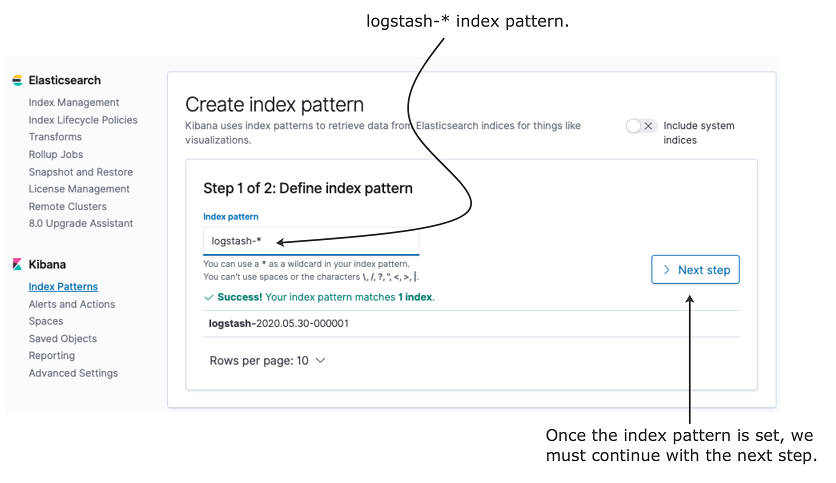 logstash-* index pattern.
Elasticsearch
Index Management
Index Lifecycle Policies
Transforms
Rollup Jobs
Snapshot and Restore
License Management
Remote Clusters
8.0 Upgrade Assistant
Kibana
Index Patterns
Alerts and Actions
Spaces
Saved Objects
Reporting
Advanced Settings
Create index pattern
Kibana uses index patterns to retrieve data from Elasticsearch indices for things like
visualizations.
Include system
indices
Step 1 of 2: Define index pattern
Index pattern
logstash-*
You can use a * as a wildcard in your index pattern.
You can't use spaces or the characters \, /, ?, ", <, >, |.
Success! Your index pattern matches 1 index.
Next step
logstash-2020.05.30-000001
Rows per page: 10
Once the index pattern is set, we
must continue with the next step.